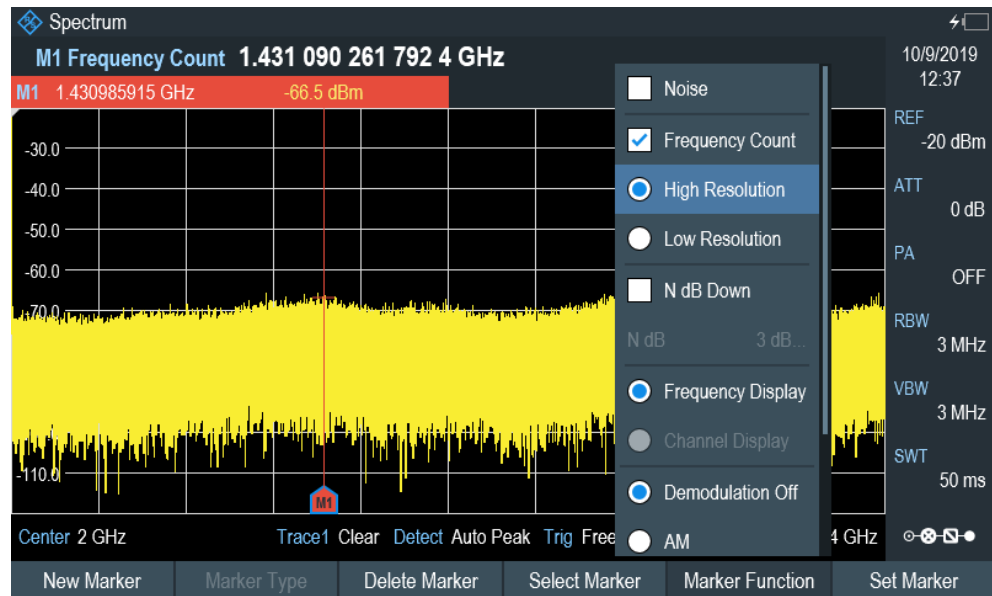 Spectrum
M1 Frequency Count 1.431 090 261 792 4 GHz
10/9/2019
12:37
M1 1.430985915 GHz -66.5 dBm
-30.0
-40.0
-50.0
-60.0
-70.0
-110.0
M1
Noise
Frequency Count
High Resolution
Low Resolution
N dB Down
N dB 3 dB...
Frequency Display
Channel Display
Demodulation Off
AM
REF
-20 dBm
ATT
0 dB
PA
OFF
RBW
3 MHz
VBW
3 MHz
SWT
50 ms
Center 2 GHz Trace1 Clear Detect Auto Peak Trig Free 4 GHz
New Marker Marker Type Delete Marker Select Marker Marker Function Set Marker